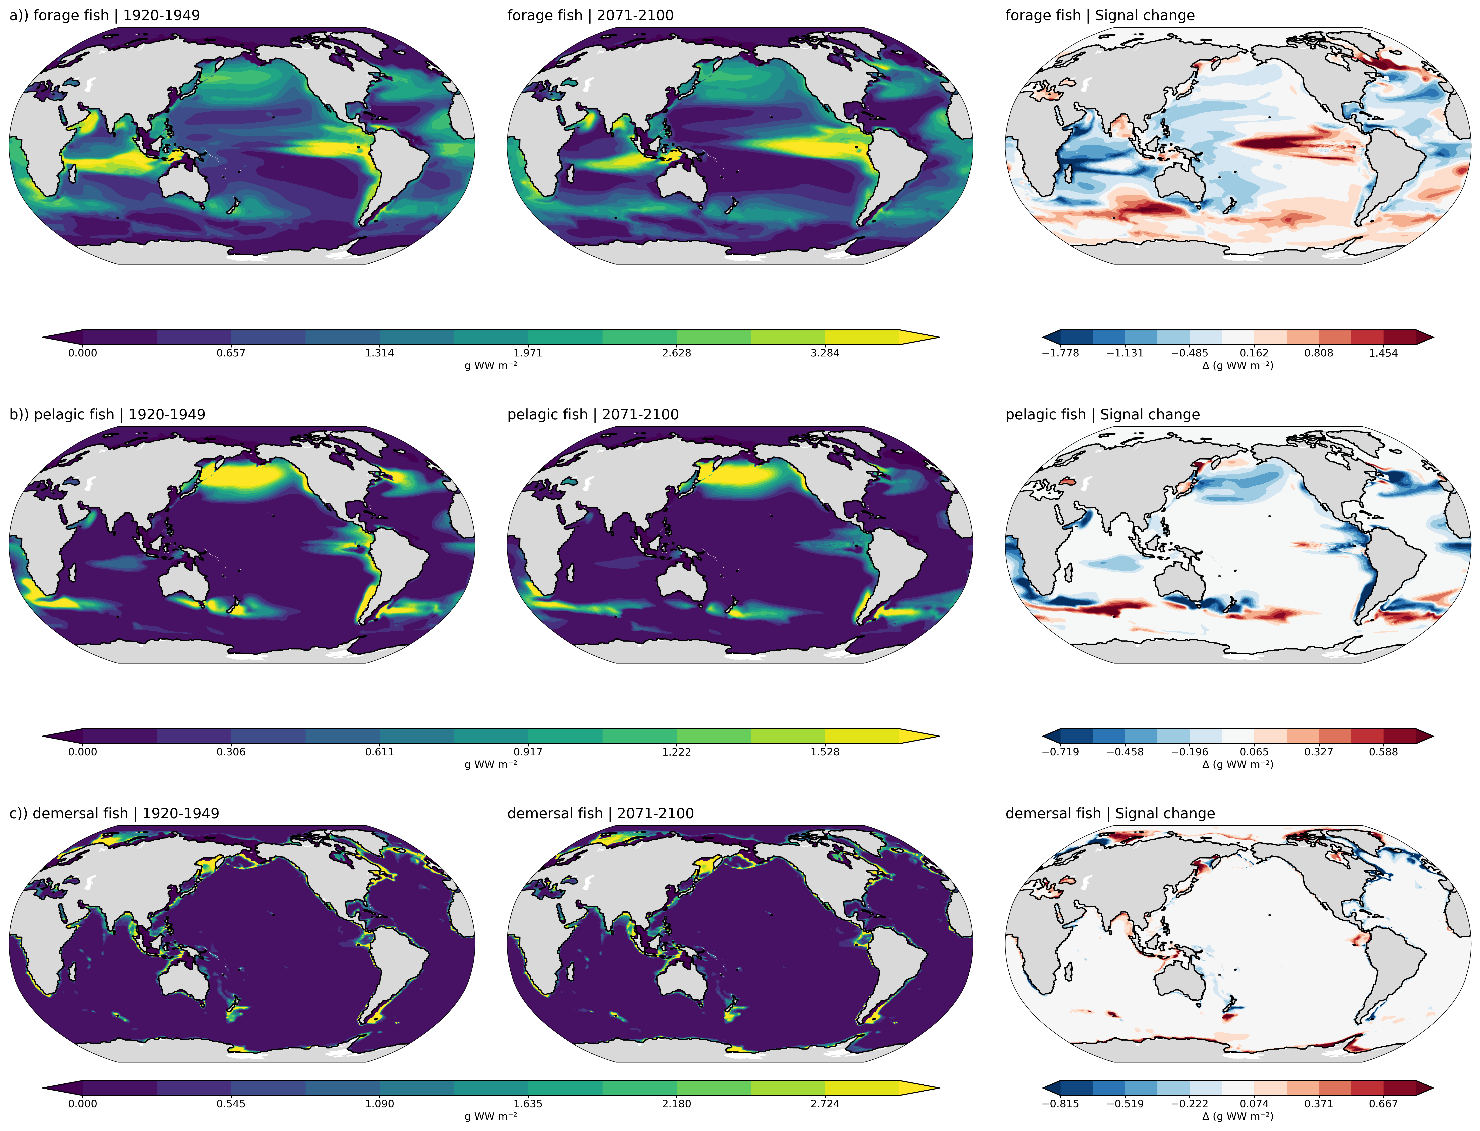 a)) forage fish | 1920-1949
forage fish | 2071-2100
forage fish | Signal change
0.000 0.657 1.314 1.971 2.628 3.284
g WW m⁻²
−1.778 −1.131 −0.485 0.162 0.808 1.454
Δ (g WW m⁻²)
b)) pelagic fish | 1920-1949
pelagic fish | 2071-2100
pelagic fish | Signal change
0.000 0.306 0.611 0.917 1.222 1.528
g WW m⁻²
−0.719 −0.458 −0.196 0.065 0.327 0.588
Δ (g WW m⁻²)
c)) demersal fish | 1920-1949
demersal fish | 2071-2100
demersal fish | Signal change
0.000 0.545 1.090 1.635 2.180 2.724
g WW m⁻²
−0.815 −0.519 −0.222 0.074 0.371 0.667
Δ (g WW m⁻²)